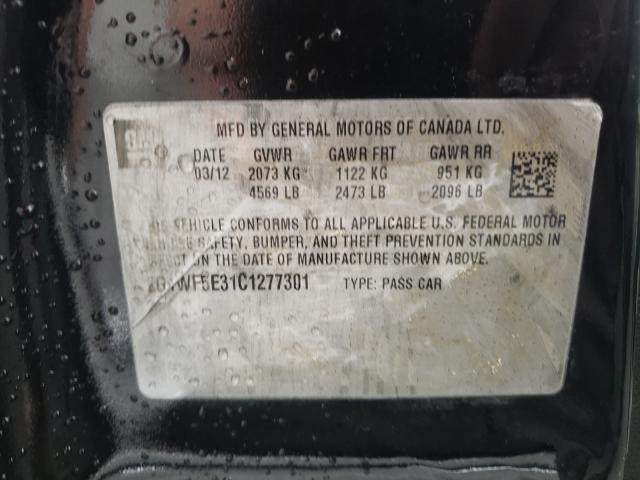 GM
MFD BY GENERAL MOTORS OF CANADA LTD.
DATE GVWR GAWR FRT GAWR RR
03/12 2073 KG 1122 KG 951 KG
4569 LB 2473 LB 2096 LB
VEHICLE CONFORMS TO ALL APPLICABLE U.S. FEDERAL MOTOR
SAFETY, BUMPER, AND THEFT PREVENTION STANDARDS IN
EFFECT ON THE DATE OF MANUFACTURE SHOWN ABOVE.
TYPE: PASS CAR